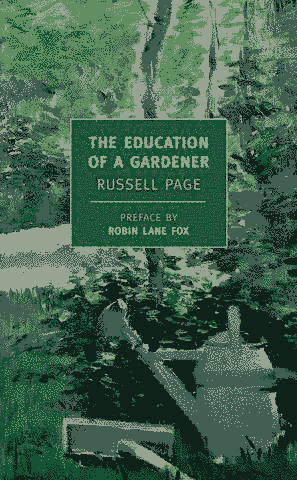 THE EDUCATION
OF A GARDENER
RUSSELL PAGE
PREFACE BY
ROBIN LANE FOX